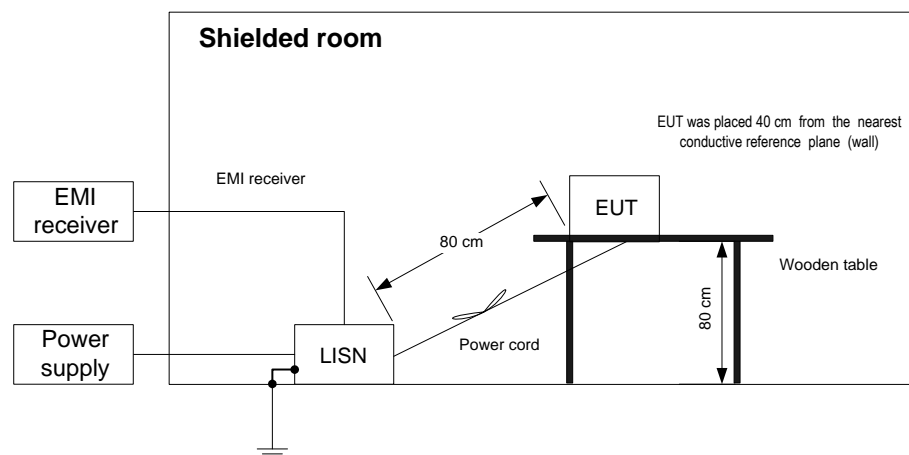 Shielded room
EUT was placed 40 cm from the nearest
conductive reference plane (wall)
EMI receiver
EMI
receiver
EUT
80 cm
Wooden table
80 cm
Power
supply
LISN
Power cord